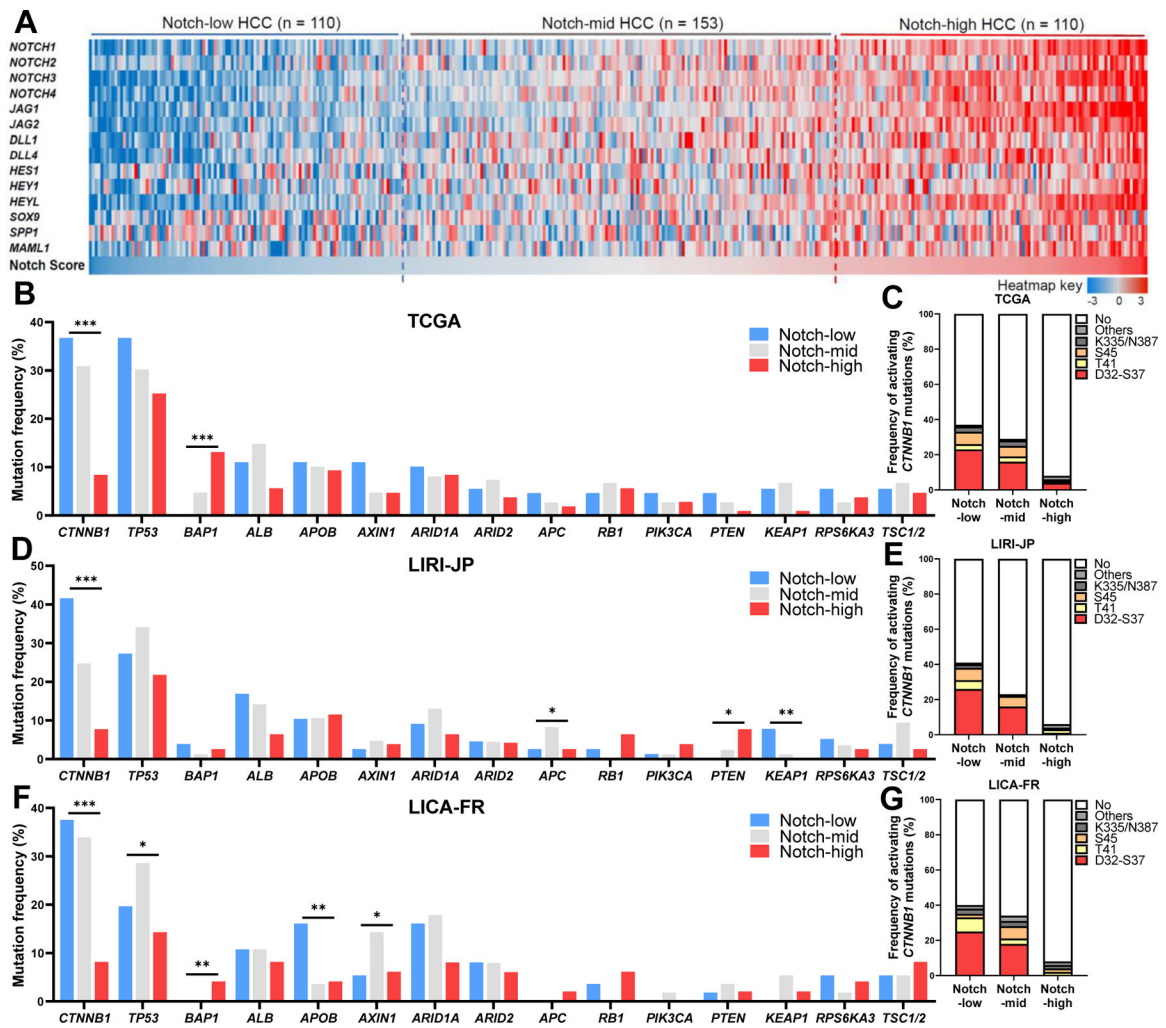 A
Notch-low HCC (n = 110)
Notch-mid HCC (n = 153)
Notch-high HCC (n = 110)
NOTCH1
NOTCH2
NOTCH3
NOTCH4
JAG1
JAG2
DLL1
DLL4
HES1
HEY1
HEYL
SOX9
SPP1
MAML1
Notch Score
Heatmap key
-3 0 3
B
TCGA
Mutation frequency (%)
40
30
20
10
0
***
***
Notch-low
Notch-mid
Notch-high
CTNNB1 TP53 BAP1 ALB APOB AXIN1 ARID1A ARID2 APC RB1 PIK3CA PTEN KEAP1 RPS6KA3 TSC1/2
C
TCGA
Frequency of activating
CTNNB1 mutations (%)
100
80
60
40
20
0
No
Others
K335/N387
S45
T41
D32-S37
Notch Notch Notch
-low -mid -high
D
LIRI-JP
Mutation frequency (%)
50
40
30
20
10
0
***
*
*
**
Notch-low
Notch-mid
Notch-high
CTNNB1 TP53 BAP1 ALB APOB AXIN1 ARID1A ARID2 APC RB1 PIK3CA PTEN KEAP1 RPS6KA3 TSC1/2
E
LIRI-JP
Frequency of activating
CTNNB1 mutations (%)
100
80
60
40
20
0
No
Others
K335/N387
S45
T41
D32-S37
Notch Notch Notch
-low -mid -high
F
LICA-FR
Mutation frequency (%)
40
30
20
10
0
***
*
**
**
*
Notch-low
Notch-mid
Notch-high
CTNNB1 TP53 BAP1 ALB APOB AXIN1 ARID1A ARID2 APC RB1 PIK3CA PTEN KEAP1 RPS6KA3 TSC1/2
G
LICA-FR
Frequency of activating
CTNNB1 mutations (%)
100
80
60
40
20
0
No
Others
K335/N387
S45
T41
D32-S37
Notch Notch Notch
-low -mid -high